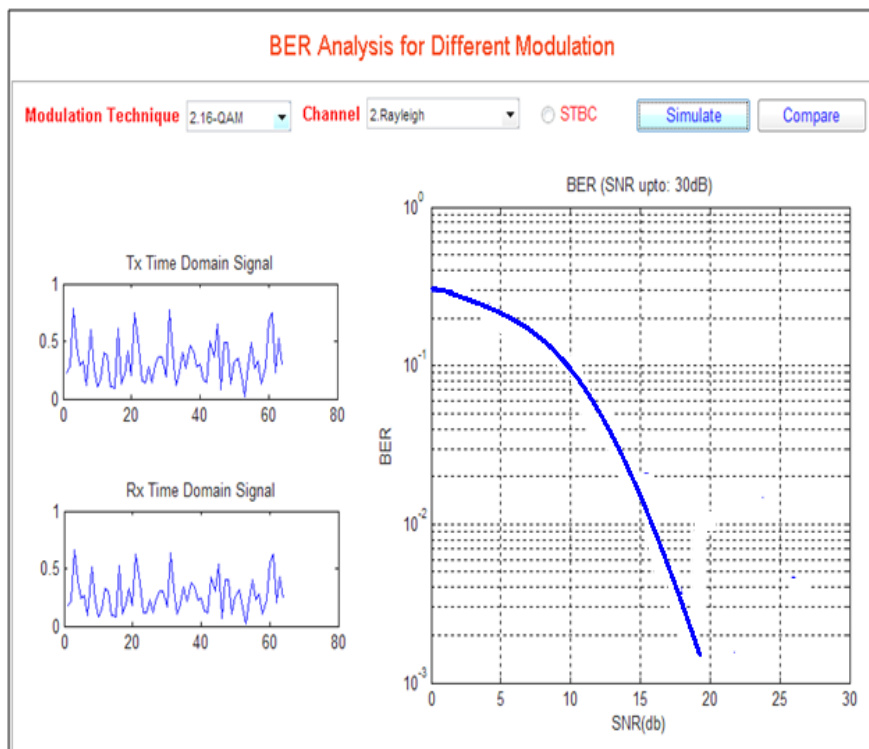 BER Analysis for Different Modulation
Modulation Technique 2.16-QAM Channel 2.Rayleigh STBC Simulate Compare
Tx Time Domain Signal
1
0.5
0
0 20 40 60 80
Rx Time Domain Signal
1
0.5
0
0 20 40 60 80
BER (SNR upto: 30dB)
BER
10^0
10^-1
10^-2
10^-3
0 5 10 15 20 25 30
SNR(db)